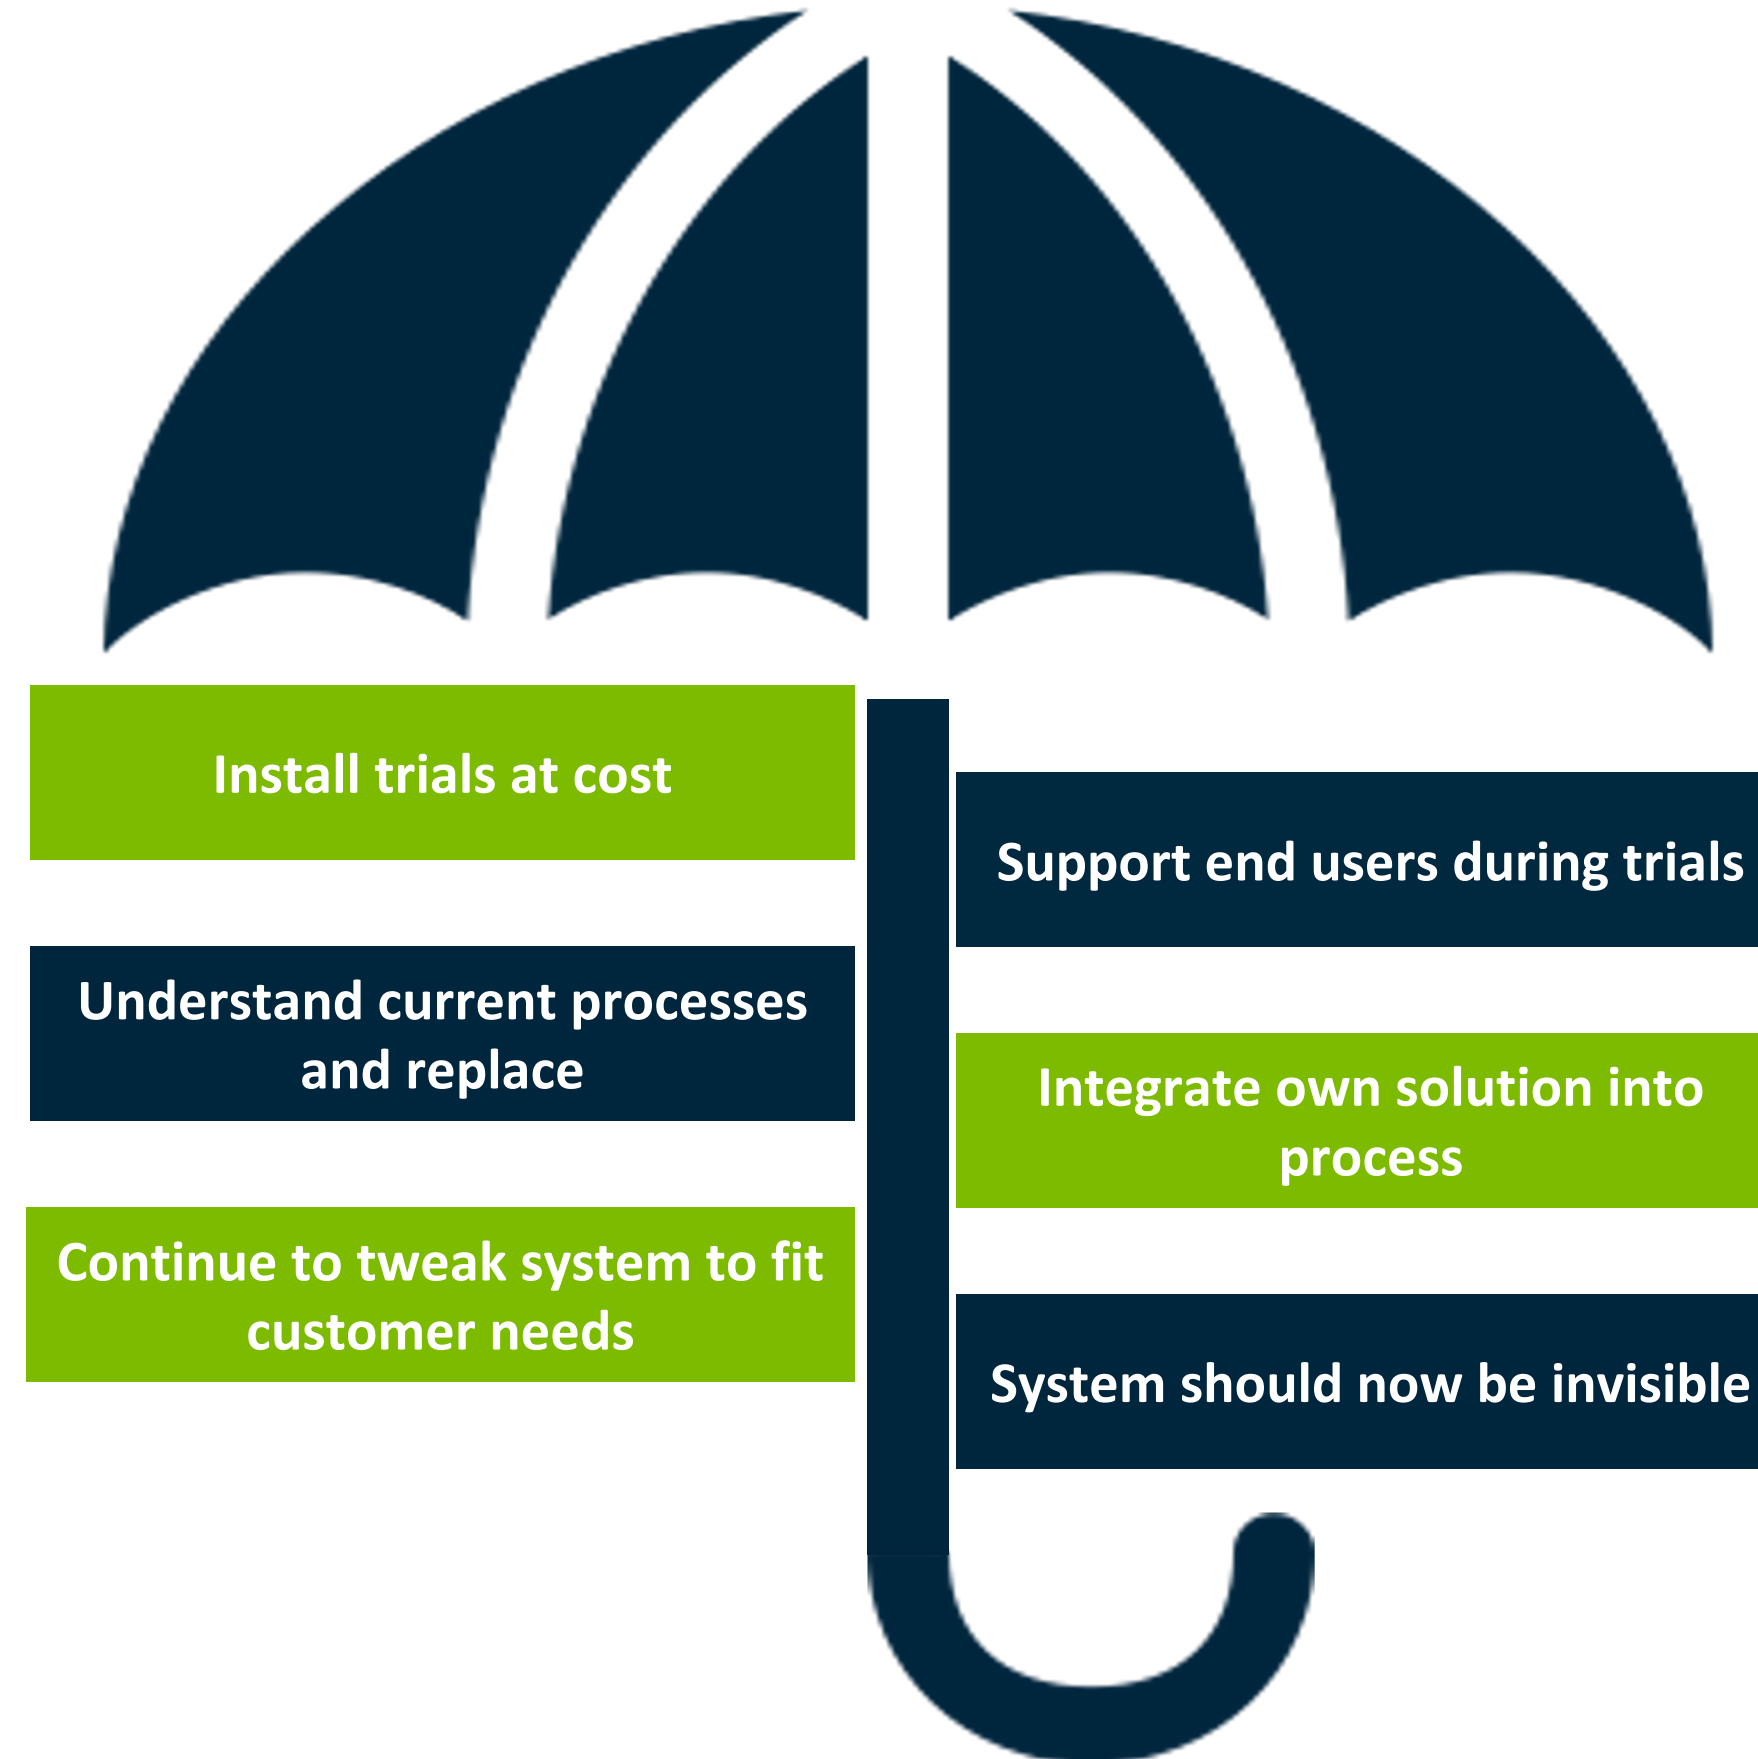 Install trials at cost
Support end users during trials
Understand current processes
and replace
Integrate own solution into
process
Continue to tweak system to fit
customer needs
System should now be invisible